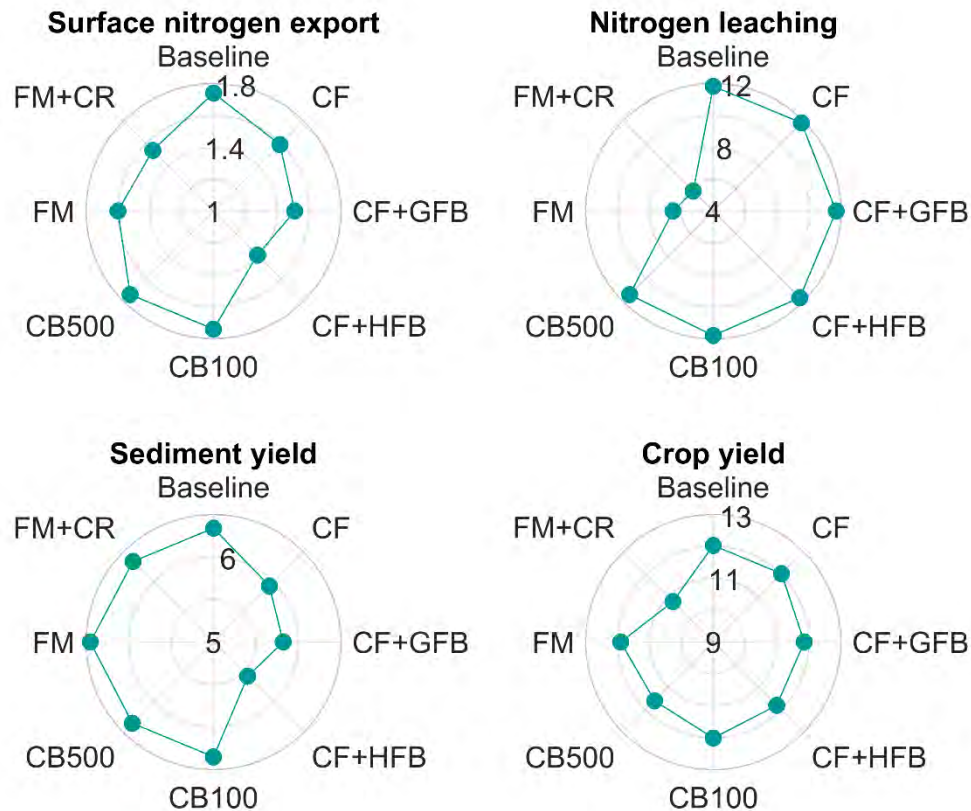 Surface nitrogen export
Baseline
1.8
FM+CR
CF
1.4
FM
1
CF+GFB
CB500
CF+HFB
CB100
Nitrogen leaching
Baseline
12
FM+CR
CF
8
FM
4
CF+GFB
CB500
CF+HFB
CB100
Sediment yield
Baseline
FM+CR
CF
6
FM
5
CF+GFB
CB500
CF+HFB
CB100
Crop yield
Baseline
13
FM+CR
CF
11
FM
9
CF+GFB
CB500
CF+HFB
CB100